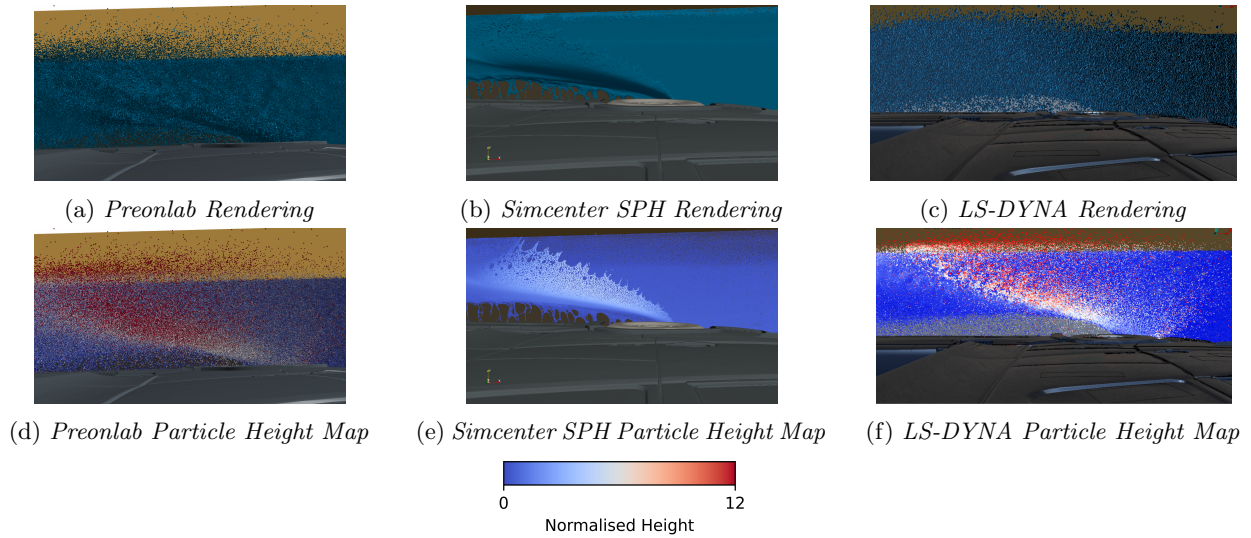 (a) Preonlab Rendering
(b) Simcenter SPH Rendering
(c) LS-DYNA Rendering
(d) Preonlab Particle Height Map
(e) Simcenter SPH Particle Height Map
(f) LS-DYNA Particle Height Map
0
12
Normalised Height